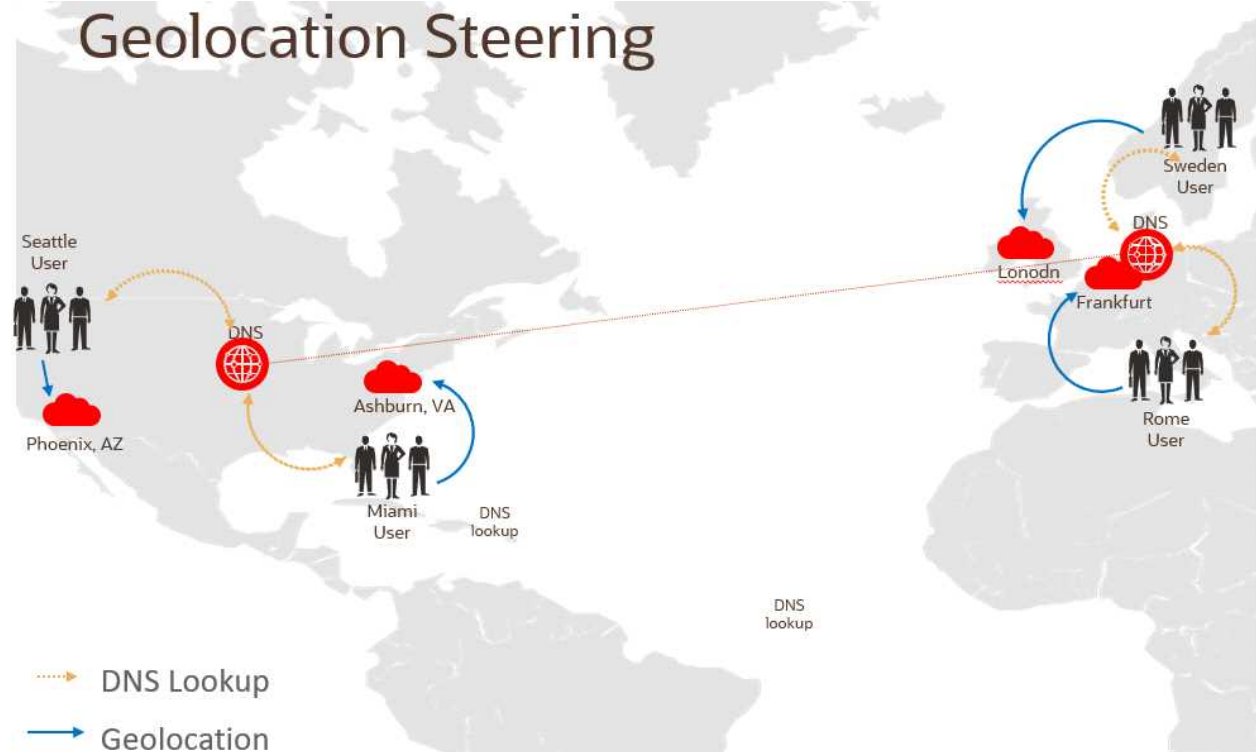 Geolocation Steering
Sweden
User
DNS
Seattle
User
Lonodn
Frankfurt
DNS
Ashburn, VA
Rome
User
Phoenix, AZ
Miami
User
DNS
lookup
DNS
lookup
DNS Lookup
Geolocation